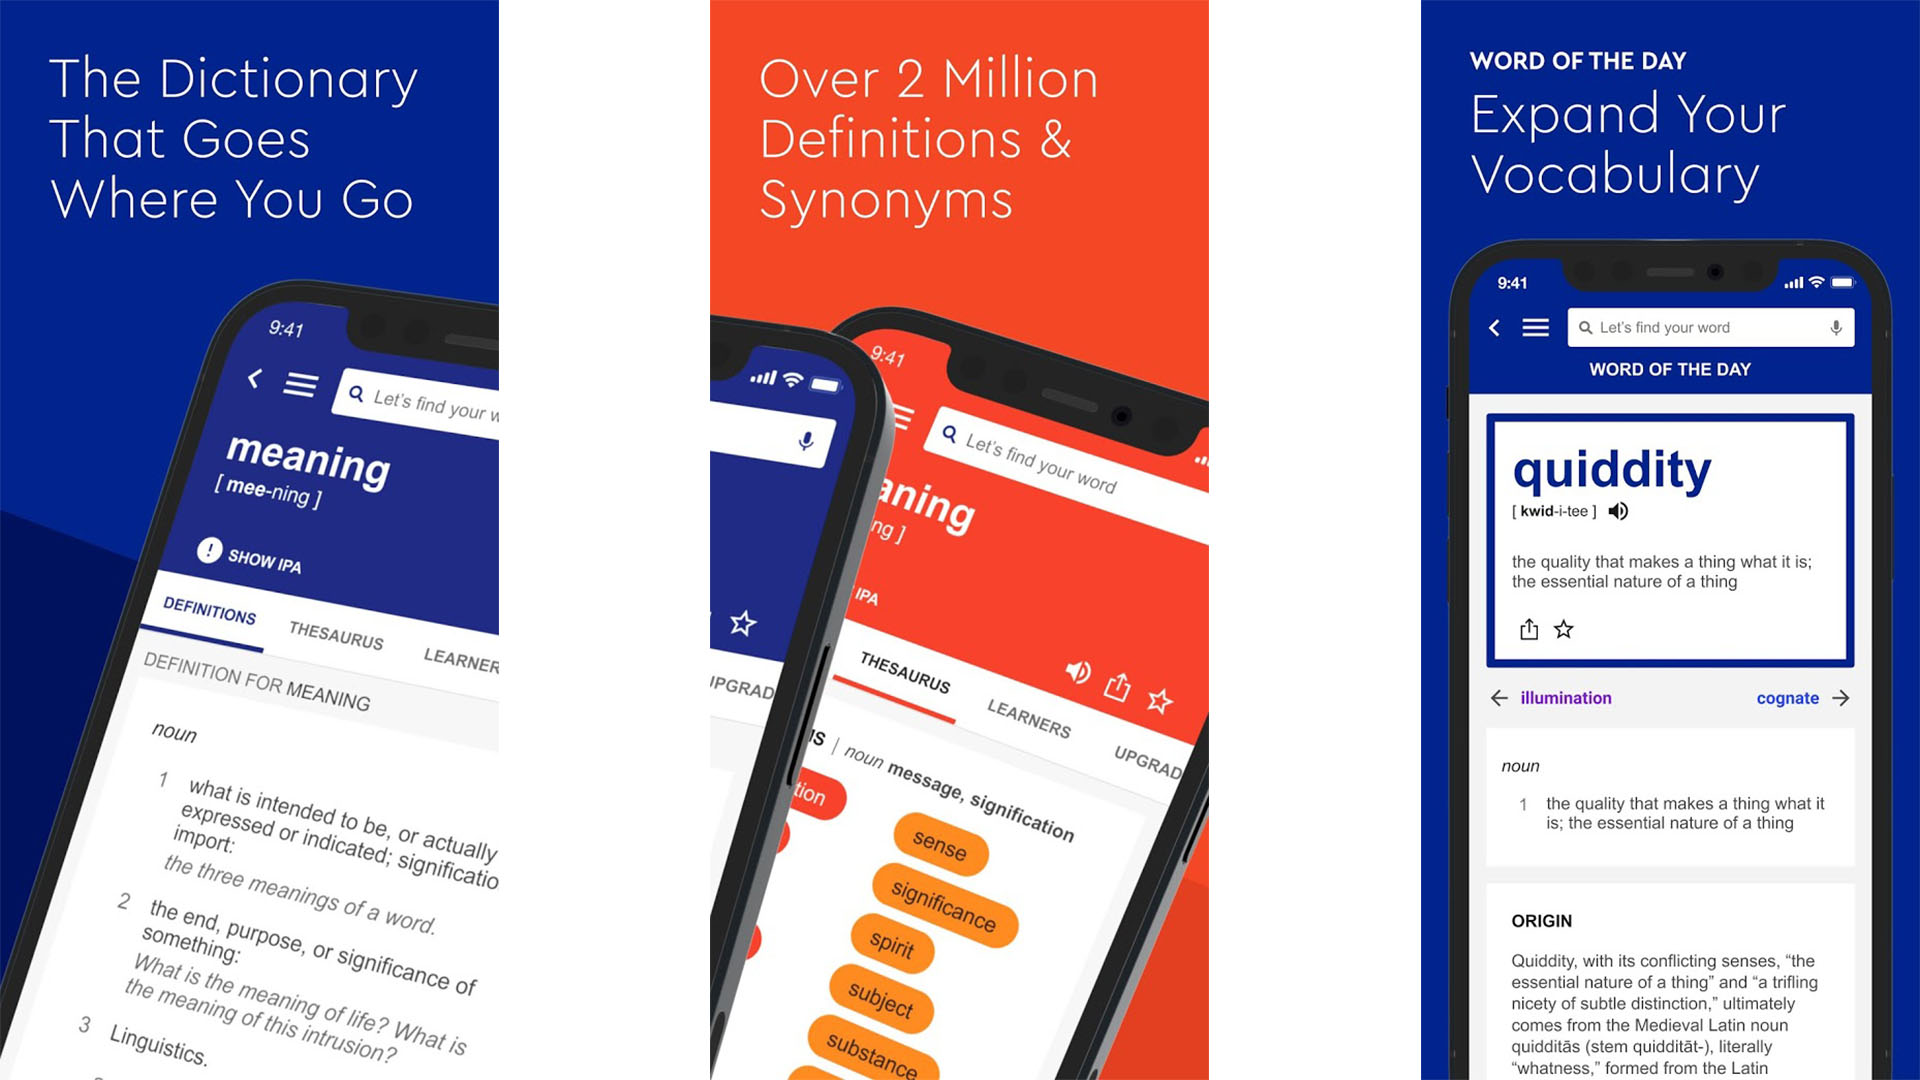 The Dictionary
That Goes
Where You Go
9:41
Let's find your
meaning
[ mee-ning ]
! SHOW IPA
DEFINITIONS
THESAURUS
LEARNER
DEFINITION FOR MEANING
noun
1 what is intended to be, or actually
expressed or indicated; significatio
import:
the three meanings of a word.
2 the end, purpose, or significance of
something:
What is the meaning of life? What is
the meaning of this intrusion?
3 Linguistics.
Over 2 Million
Definitions &
Synonyms
UPGRAD
9:41
Let's find your word
aning
ng ]
IPA
THESAURUS
LEARNERS
UPGRAD
IS | noun message, signification
tion
sense
significance
spirit
subject
substance
WORD OF THE DAY
Expand Your
Vocabulary
9:41
Let's find your word
WORD OF THE DAY
quiddity
[ kwid-i-tee ]
the quality that makes a thing what it is;
the essential nature of a thing
illumination
cognate
noun
1 the quality that makes a thing what it
is; the essential nature of a thing
ORIGIN
Quiddity, with its conflicting senses, “the
essential nature of a thing” and “a trifling
nicety of subtle distinction,” ultimately
comes from the Medieval Latin noun
quidditās (stem quidditāt-), literally
“whatness,” formed from the Latin